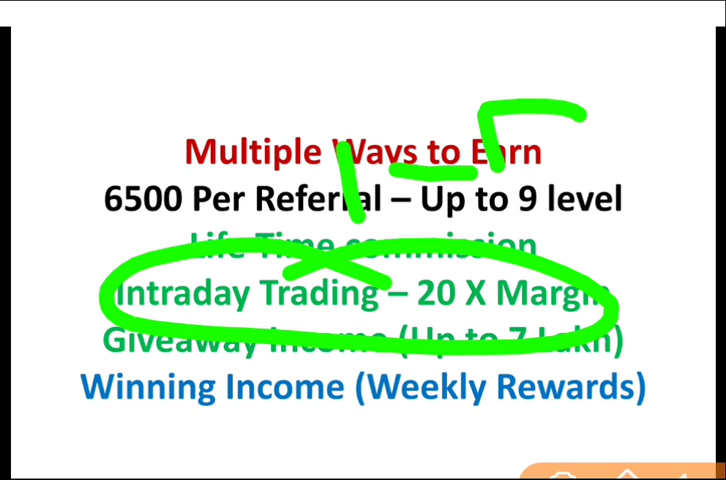 Multiple Ways to Earn
6500 Per Referral – Up to 9 level
Life Time commission
Intraday Trading – 20 X Margin
Giveaway Income (Up to 7 Lakh)
Winning Income (Weekly Rewards)